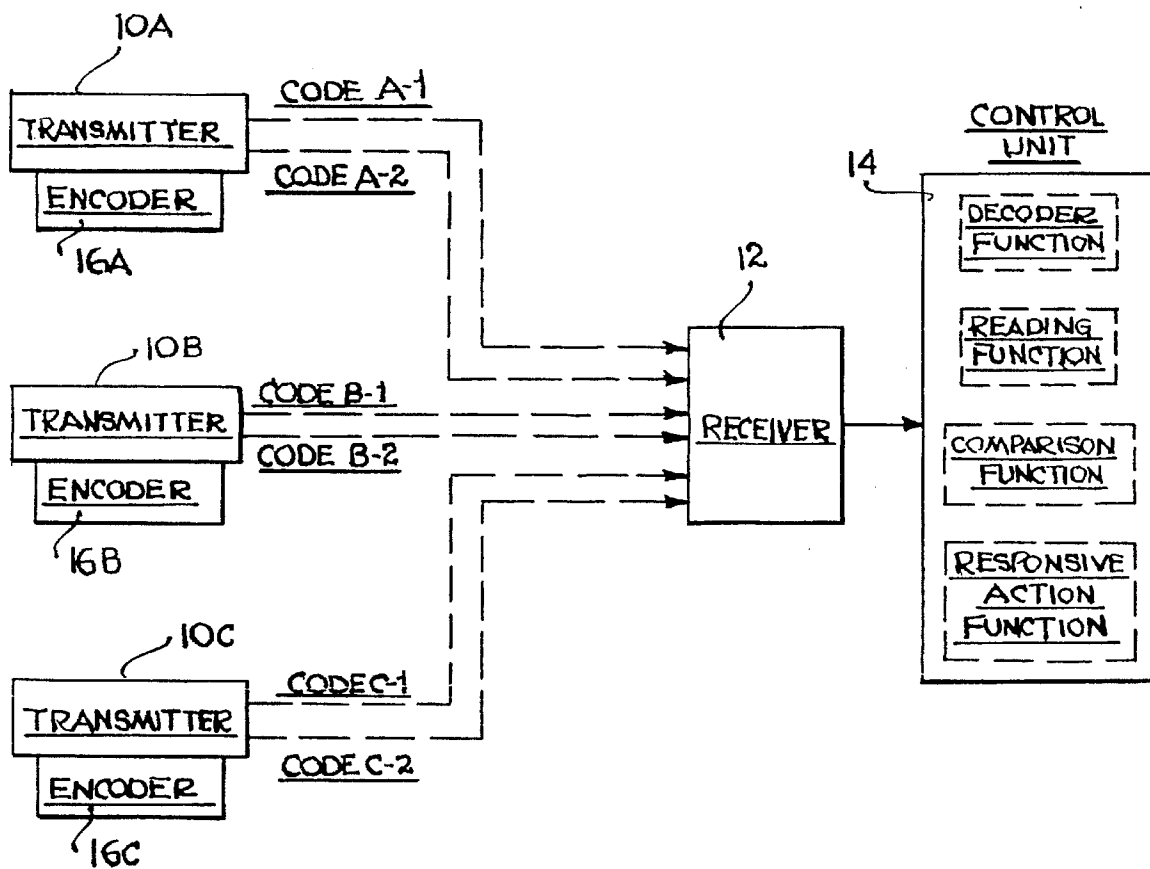 10A
TRANSMITTER
ENCODER
16A
CODE A-1
CODE A-2
10B
TRANSMITTER
ENCODER
16B
CODE B-1
CODE B-2
10C
TRANSMITTER
ENCODER
16C
CODE C-1
CODE C-2
12
RECEIVER
CONTROL
UNIT
14
DECODER
FUNCTION
READING
FUNCTION
COMPARISON
FUNCTION
RESPONSIVE
ACTION
FUNCTION